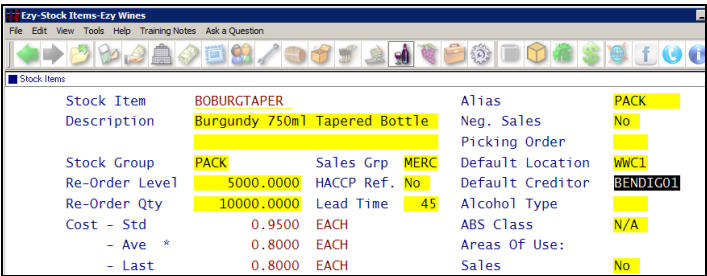 Ezy-Stock Items-Ezy Wines
File Edit View Tools Help Training Notes Ask a Question
Stock Items
Stock Item BOBURGTAPER Alias PACK
Description Burgundy 750ml Tapered Bottle Neg. Sales No
Picking Order
Stock Group PACK Sales Grp MERC Default Location WWC1
Re-Order Level 5000.0000 HACCP Ref. No Default Creditor BENDIG01
Re-Order Qty 10000.0000 Lead Time 45 Alcohol Type
Cost - Std 0.9500 EACH ABS Class N/A
- Ave * 0.8000 EACH Areas Of Use:
- Last 0.8000 EACH Sales No